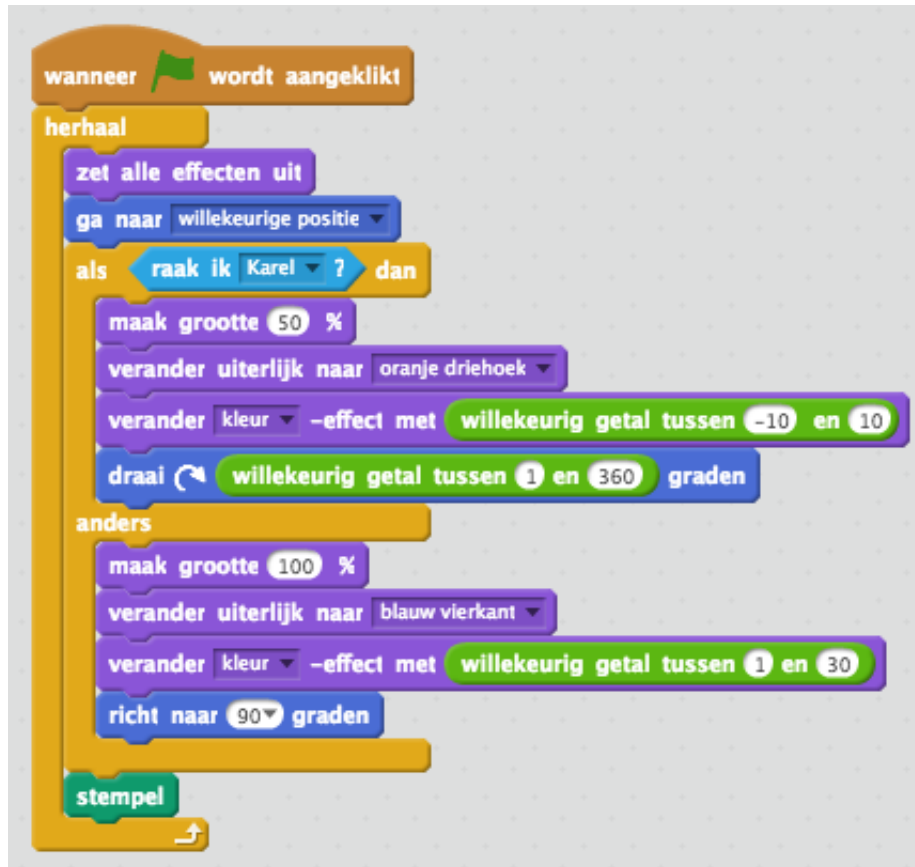 wanneer wordt aangeklikt
herhaal
zet alle effecten uit
ga naar willekeurige positie
als raak ik Karel ? dan
maak grootte 50 %
verander uiterlijk naar oranje driehoek
verander kleur -effect met willekeurig getal tussen -10 en 10
draai willekeurig getal tussen 1 en 360 graden
anders
maak grootte 100 %
verander uiterlijk naar blauw vierkant
verander kleur -effect met willekeurig getal tussen 1 en 30
richt naar 90 graden
stempel